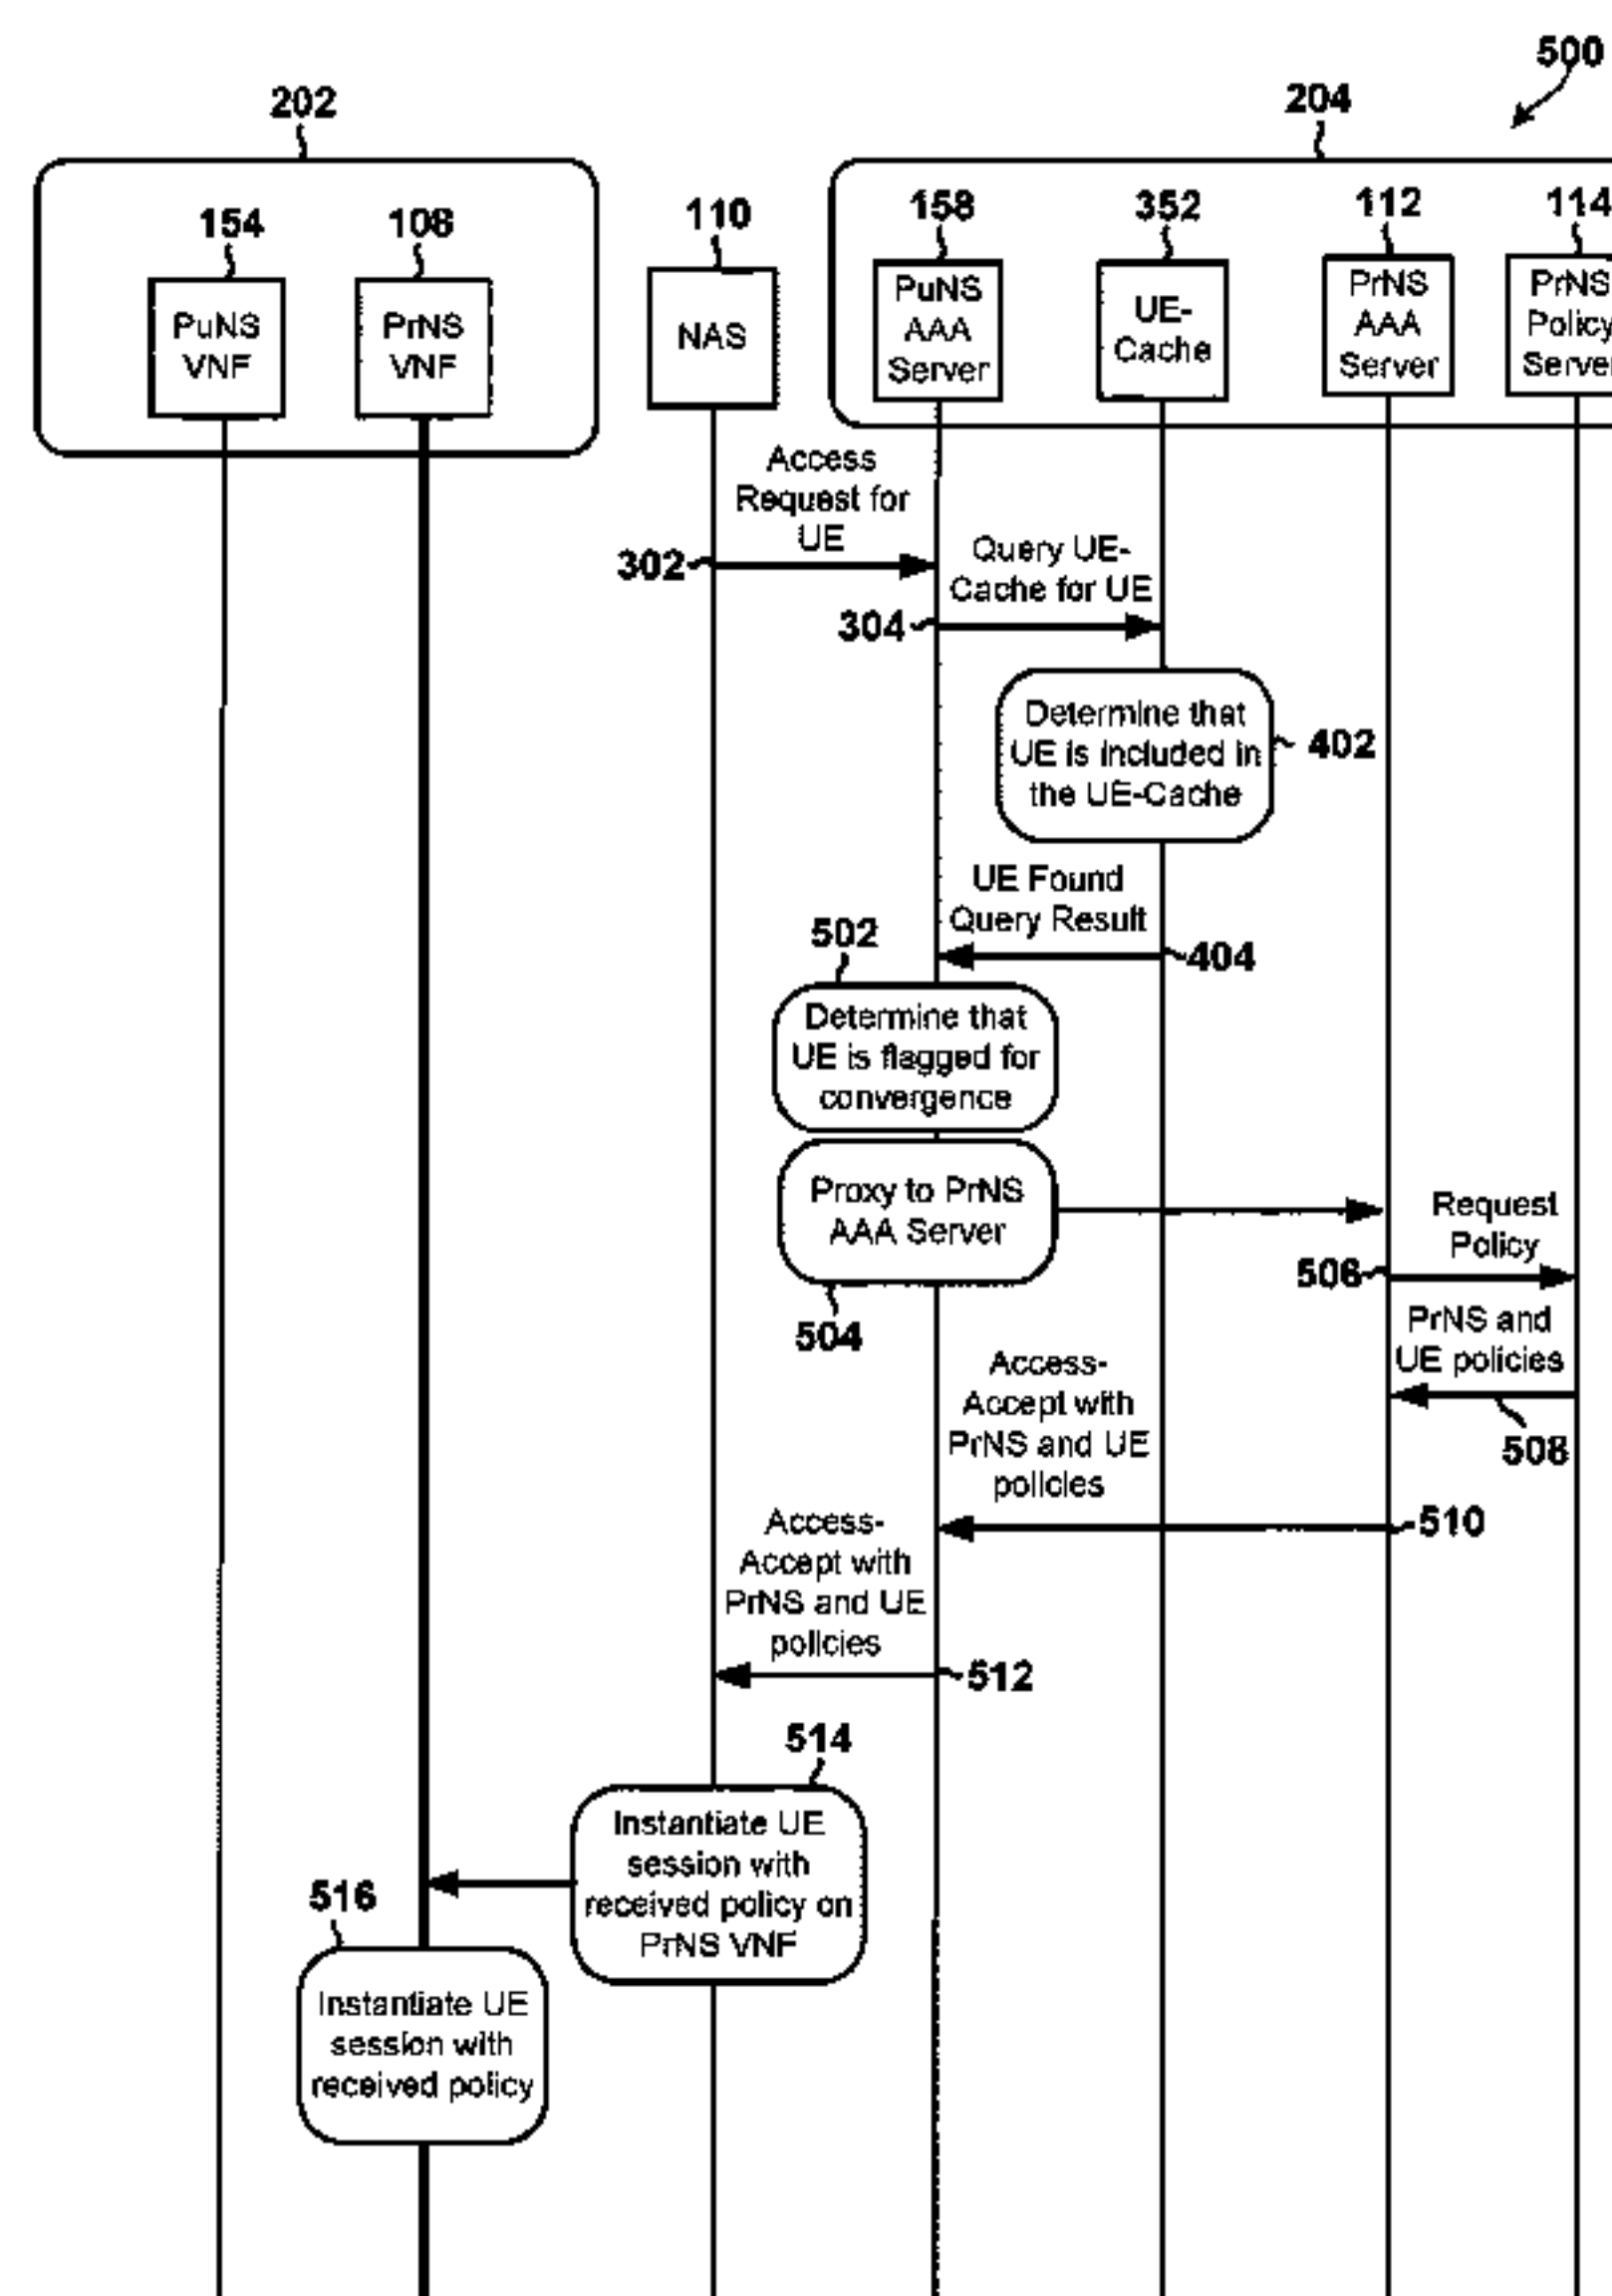 500
202
204
154
108
110
158
352
112
114
PuNS
VNF
PrNS
VNF
NAS
PuNS
AAA
Server
UE-
Cache
PrNS
AAA
Server
PrNS
Policy
Server
Access
Request for
UE
302
Query UE-
Cache for UE
304
Determine that
UE is included in
the UE-Cache
402
UE Found
Query Result
404
502
Determine that
UE is flagged for
convergence
Proxy to PrNS
AAA Server
504
Request
Policy
506
PrNS and
UE policies
508
Access-
Accept with
PrNS and UE
policies
510
Access-
Accept with
PrNS and UE
policies
512
514
Instantiate UE
session with
received policy on
PrNS VNF
516
Instantiate UE
session with
received policy